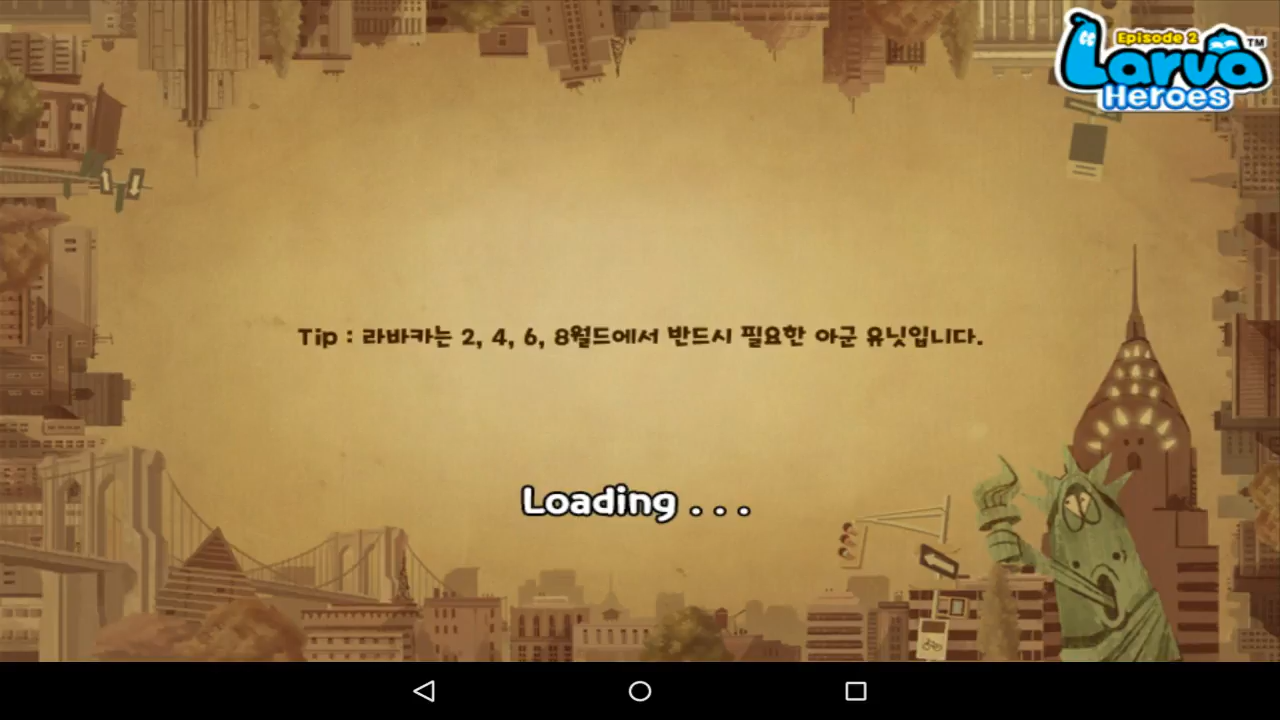 Episode 2
Larva TM
Heroes
Tip : 라바카는 2, 4, 6, 8월드에서 반드시 필요한 아군 유닛입니다.
Loading . . .